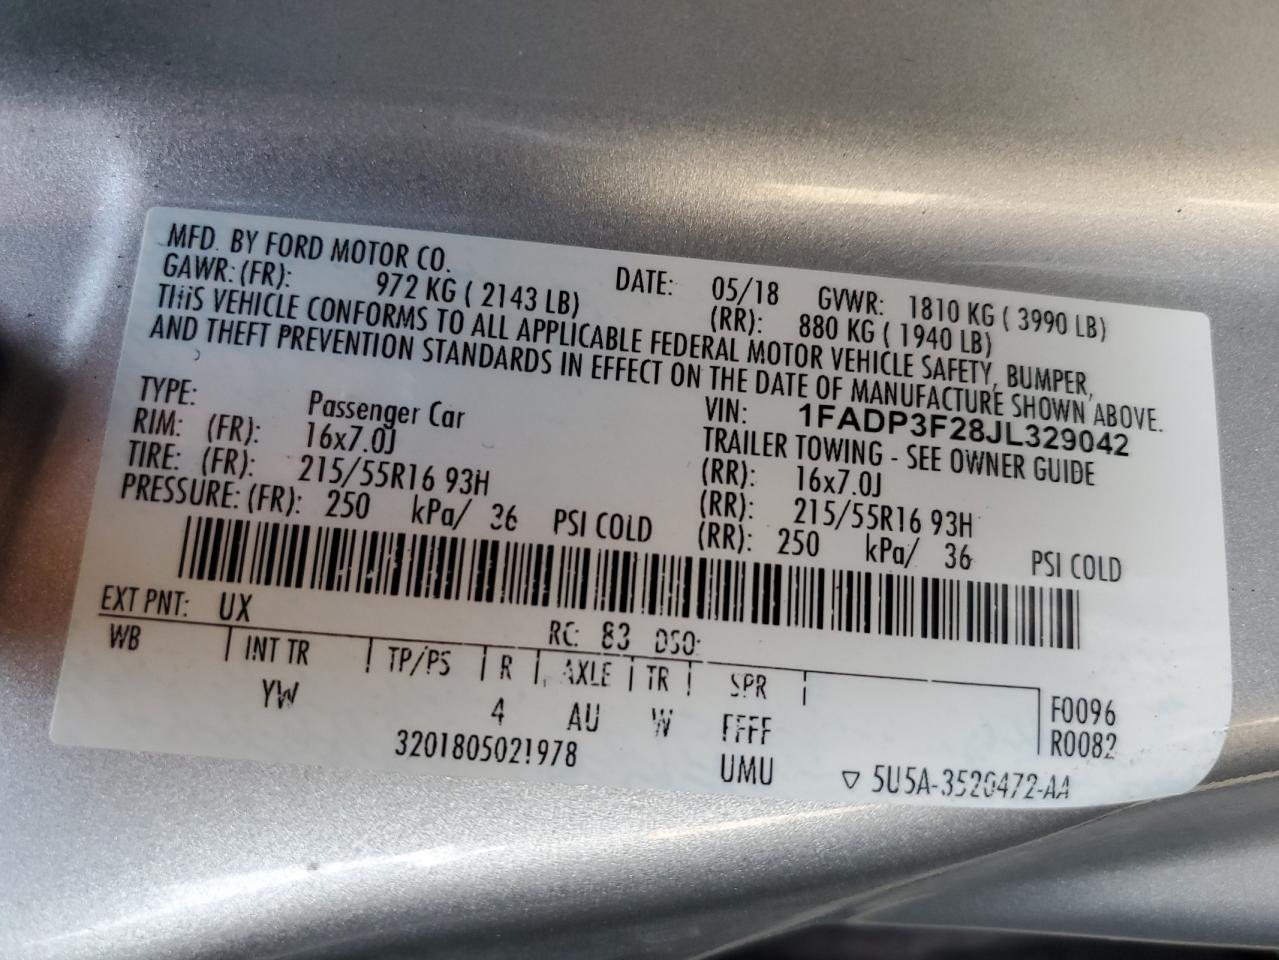 MFD. BY FORD MOTOR CO. DATE: 05/18 GVWR: 1810 KG ( 3990 LB)
GAWR: (FR): 972 KG ( 2143 LB) (RR): 880 KG ( 1940 LB)
THIS VEHICLE CONFORMS TO ALL APPLICABLE FEDERAL MOTOR VEHICLE SAFETY, BUMPER,
AND THEFT PREVENTION STANDARDS IN EFFECT ON THE DATE OF MANUFACTURE SHOWN ABOVE.
VIN: 1FADP3F28JL329042
TYPE: Passenger Car TRAILER TOWING - SEE OWNER GUIDE
RIM: (FR): 16x7.0J (RR): 16x7.0J
TIRE: (FR): 215/55R16 93H (RR): 215/55R16 93H
PRESSURE: (FR): 250 kPa/ 36 PSI COLD (RR): 250 kPa/ 36 PSI COLD
EXT PNT: UX RC: 83 DSO:
WB INT TR TP/PS R AXLE TR SPR F0096
YW 4 AU W FFFF R0082
3201805021978 UMU ▽ 5U5A-3520472-AA